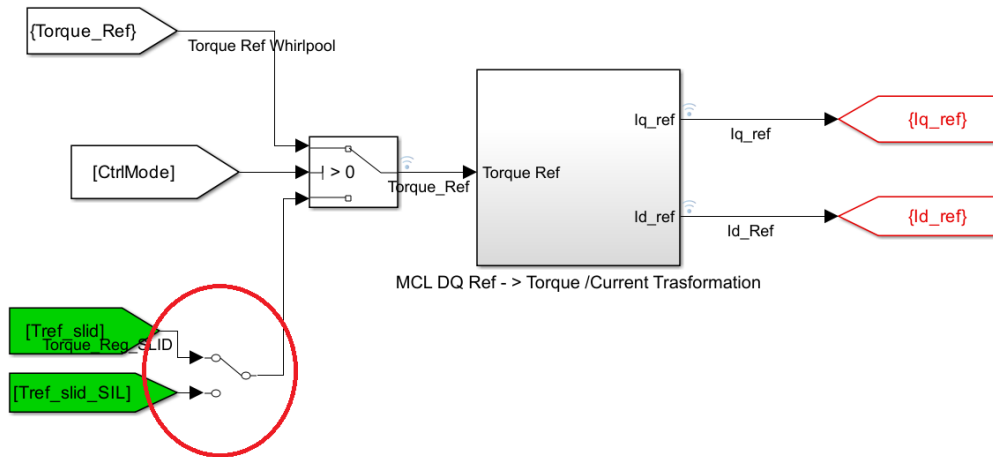 {Torque_Ref}
Torque Ref Whirlpool
[CtrlMode]
> 0
Torque_Ref
Torque Ref
Iq_ref
Id_ref
Iq_ref
Id_Ref
{Iq_ref}
{Id_ref}
MCL DQ Ref - > Torque /Current Trasformation
[Tref_slid]
Torque_Reg_SLID
[Tref_slid_SIL]